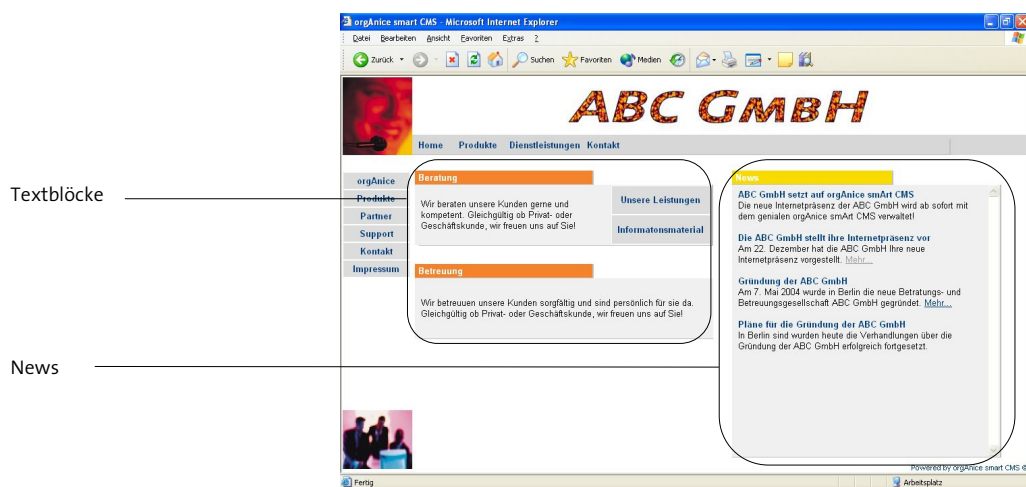 orgAnice smart CMS - Microsoft Internet Explorer
Datei Bearbeiten Ansicht Favoriten Extras ?
Zurück Suchen Favoriten Medien
ABC GmbH
Home Produkte Dienstleistungen Kontakt
Textblöcke
News
orgAnice
Produkte
Partner
Support
Kontakt
Impressum
Beratung
Wir beraten unsere Kunden gerne und
kompetent. Gleichgültig ob Privat- oder
Geschäftskunde, wir freuen uns auf Sie!
Unsere Leistungen
Informatonsmaterial
Betreuung
Wir betreuuen unsere Kunden sorgfältig und sind persönlich für sie da.
Gleichgültig ob Privat- oder Geschäftskunde, wir freuen uns auf Sie!
News
ABC GmbH setzt auf orgAnice smArt CMS
Die neue Internetpräsenz der ABC GmbH wird ab sofort mit
dem genialen orgAnice smArt CMS verwaltet!
Die ABC GmbH stellt ihre Internetpräsenz vor
Am 22. Dezember hat die ABC GmbH Ihre neue
Internetpräsenz vorgestellt. Mehr...
Gründung der ABC GmbH
Am 7. Mai 2004 wurde in Berlin die neue Betratungs- und
Betreuungsgesellschaft ABC GmbH gegründet. Mehr...
Pläne für die Gründung der ABC GmbH
In Berlin sind wurden heute die Verhandlungen über die
Gründung der ABC GmbH erfolgreich fortgesetzt.
Powered by orgAnice smart CMS ©
Fertig Arbeitsplatz